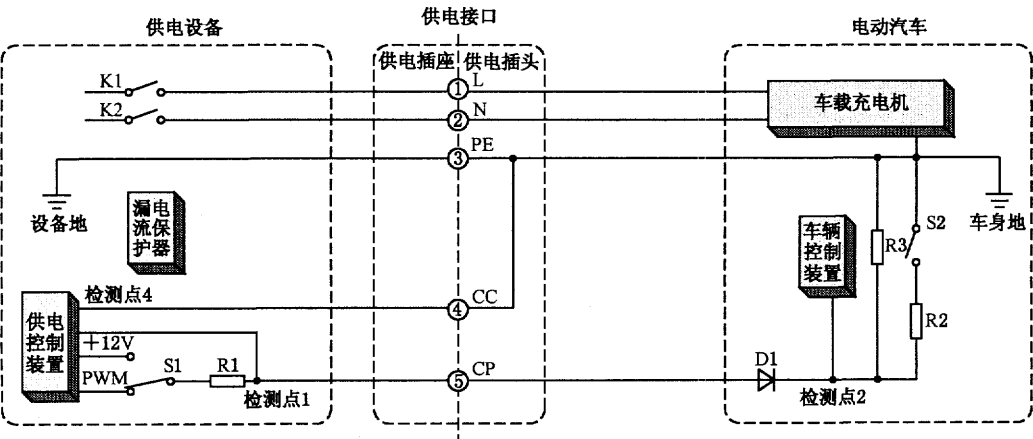 供电接口
供电设备
电动汽车
供电插座
供电插头
K1
L
①
车载充电机
K2
N
②
PE
③
设备地
漏电
流保
护器
车身地
车辆
控制
装置
R3
S2
检测点4
CC
④
供电
控制
装置
+12V
R2
PWM
S1
R1
CP
⑤
D1
检测点1
检测点2